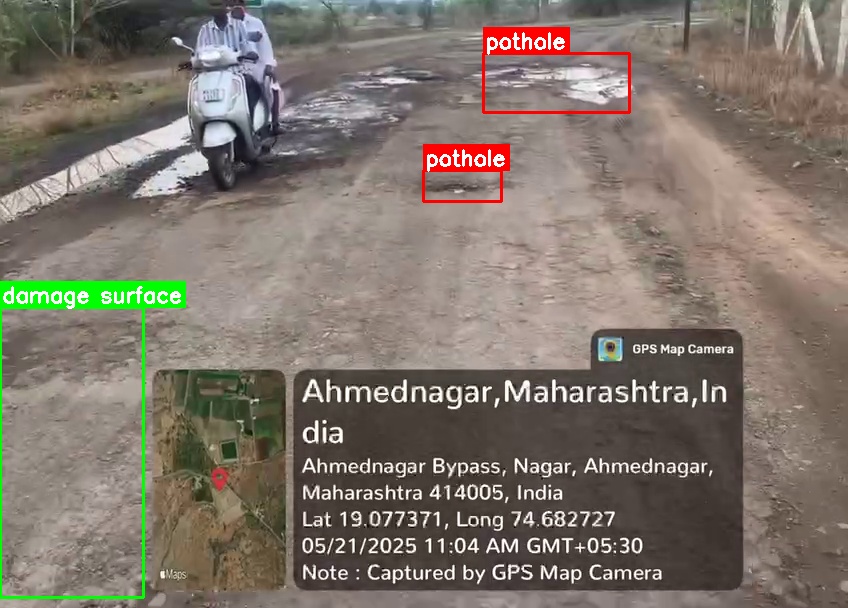 pothole
pothole
damage surface
GPS Map Camera
Ahmednagar,Maharashtra,In
dia
Ahmednagar Bypass, Nagar, Ahmednagar,
Maharashtra 414005, India
Lat 19.077371, Long 74.682727
05/21/2025 11:04 AM GMT+05:30
Note : Captured by GPS Map Camera
Maps